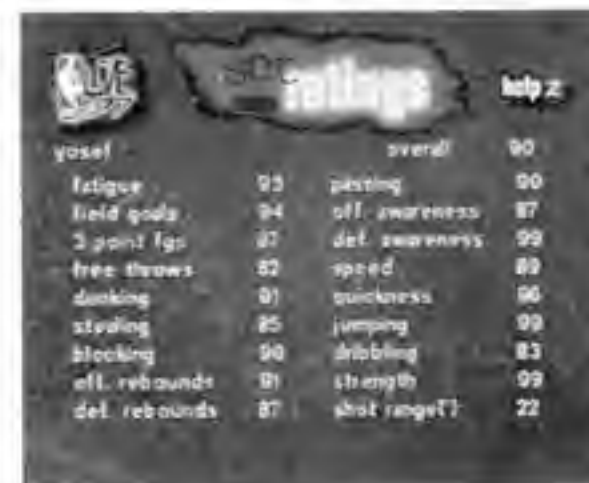 LIVE
ratings
help z
yosef overall 90
fatigue 93 passing 90
field goals 94 off. awareness 87
3 point fgs 87 def. awareness 99
free throws 82 speed 89
dunking 91 quickness 96
stealing 85 jumping 99
blocking 90 dribbling 83
off. rebounds 91 strength 99
def. rebounds 87 shot range(') 22